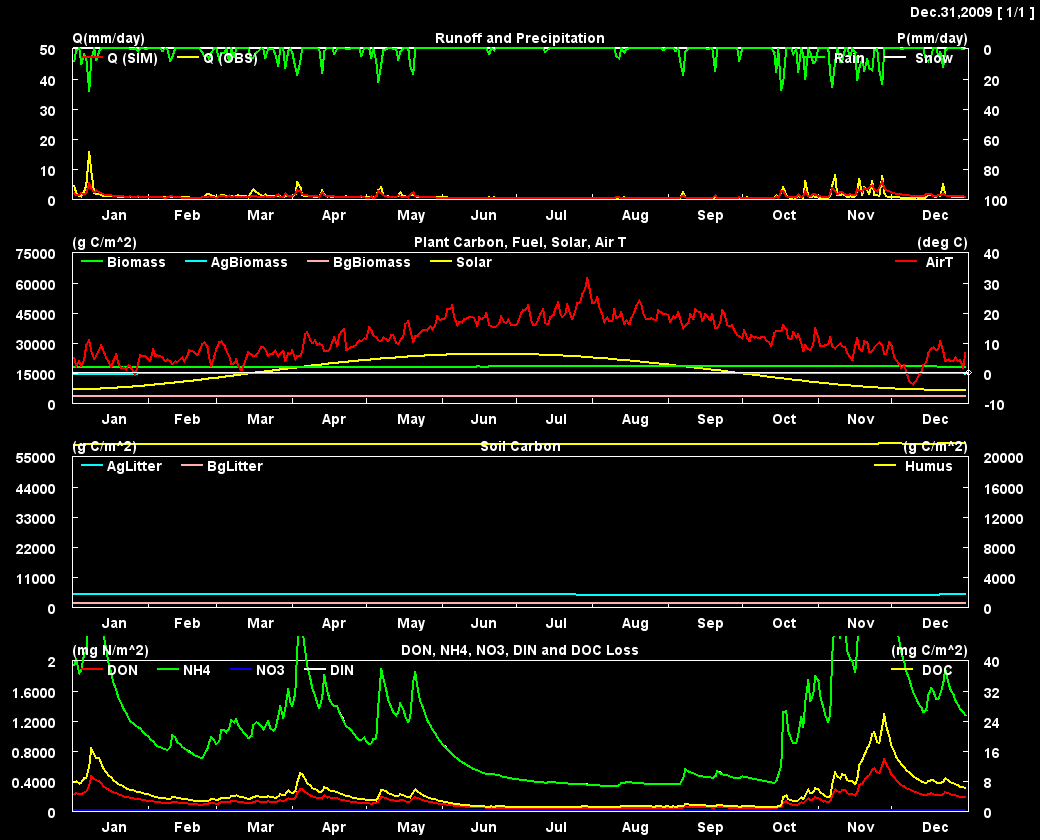 Dec.31,2009 [ 1/1 ]
Q(mm/day) Runoff and Precipitation P(mm/day)
50 0
Q (SIM) Q (OBS) Rain Snow
40 20
30 40
20 60
10 80
0 100
Jan Feb Mar Apr May Jun Jul Aug Sep Oct Nov Dec
(g C/m^2) Plant Carbon, Fuel, Solar, Air T (deg C)
75000 40
Biomass AgBiomass BgBiomass Solar AirT
60000 30
45000 20
30000 10
15000 0
0 -10
Jan Feb Mar Apr May Jun Jul Aug Sep Oct Nov Dec
(g C/m^2) Soil Carbon (g C/m^2)
55000 20000
AgLitter BgLitter Humus
44000 16000
33000 12000
22000 8000
11000 4000
0 0
Jan Feb Mar Apr May Jun Jul Aug Sep Oct Nov Dec
(mg N/m^2) DON, NH4, NO3, DIN and DOC Loss (mg C/m^2)
2 40
DON NH4 NO3 DIN DOC
1.6000 32
1.2000 24
0.8000 16
0.4000 8
0 0
Jan Feb Mar Apr May Jun Jul Aug Sep Oct Nov Dec